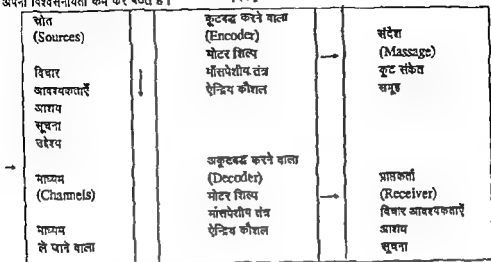 अपनी विश्वसनीयता कम कर
स्रोत
(Sources)
विचार
आवश्यकताएँ
आशय
सूचना
उद्देश्य
कूटबद्ध करने वाला
(Encoder)
मोटर शिल्प
माँसपेशीय तंत्र
ऐन्द्रिय कौशल
संदेश
(Massage)
कूट संकेत
समूह
माध्यम
(Channels)
माध्यम
ले पाने वाला
अकूटबद्ध करने वाला
(Decoder)
मोटर शिल्प
मांसपेशीय तंत्र
ऐन्द्रिय कौशल
प्राप्तकर्ता
(Receiver)
विचार आवश्यकताएँ
आशय
सूचना